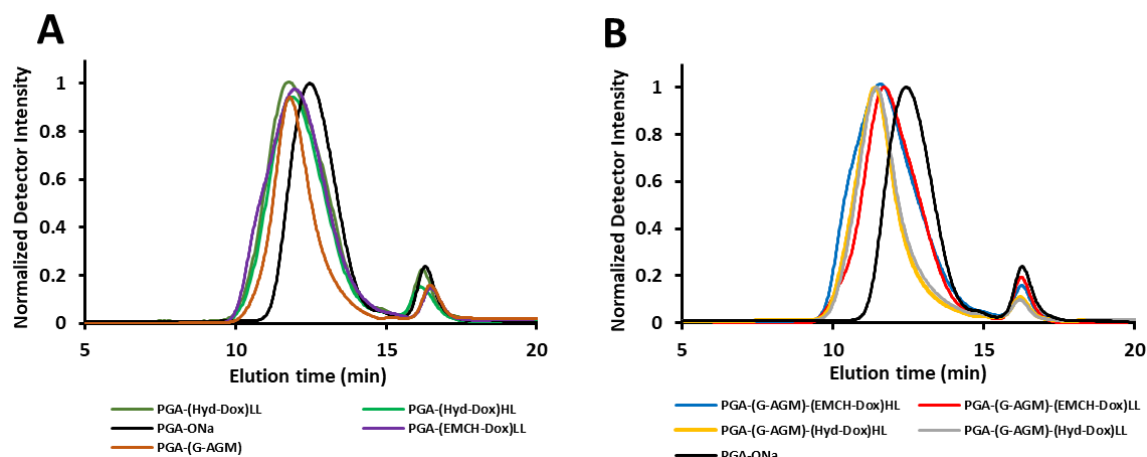 A
Normalized Detector Intensity
1
0.8
0.6
0.4
0.2
0
5
10
15
20
Elution time (min)
PGA-(Hyd-Dox)LL
PGA-(Hyd-Dox)HL
PGA-ONa
PGA-(EMCH-Dox)LL
PGA-(G-AGM)
B
Normalized Detector Intensity
1
0.8
0.6
0.4
0.2
0
5
10
15
20
Elution time (min)
PGA-(G-AGM)-(EMCH-Dox)HL
PGA-(G-AGM)-(EMCH-Dox)LL
PGA-(G-AGM)-(Hyd-Dox)HL
PGA-(G-AGM)-(Hyd-Dox)LL
PGA-ONa